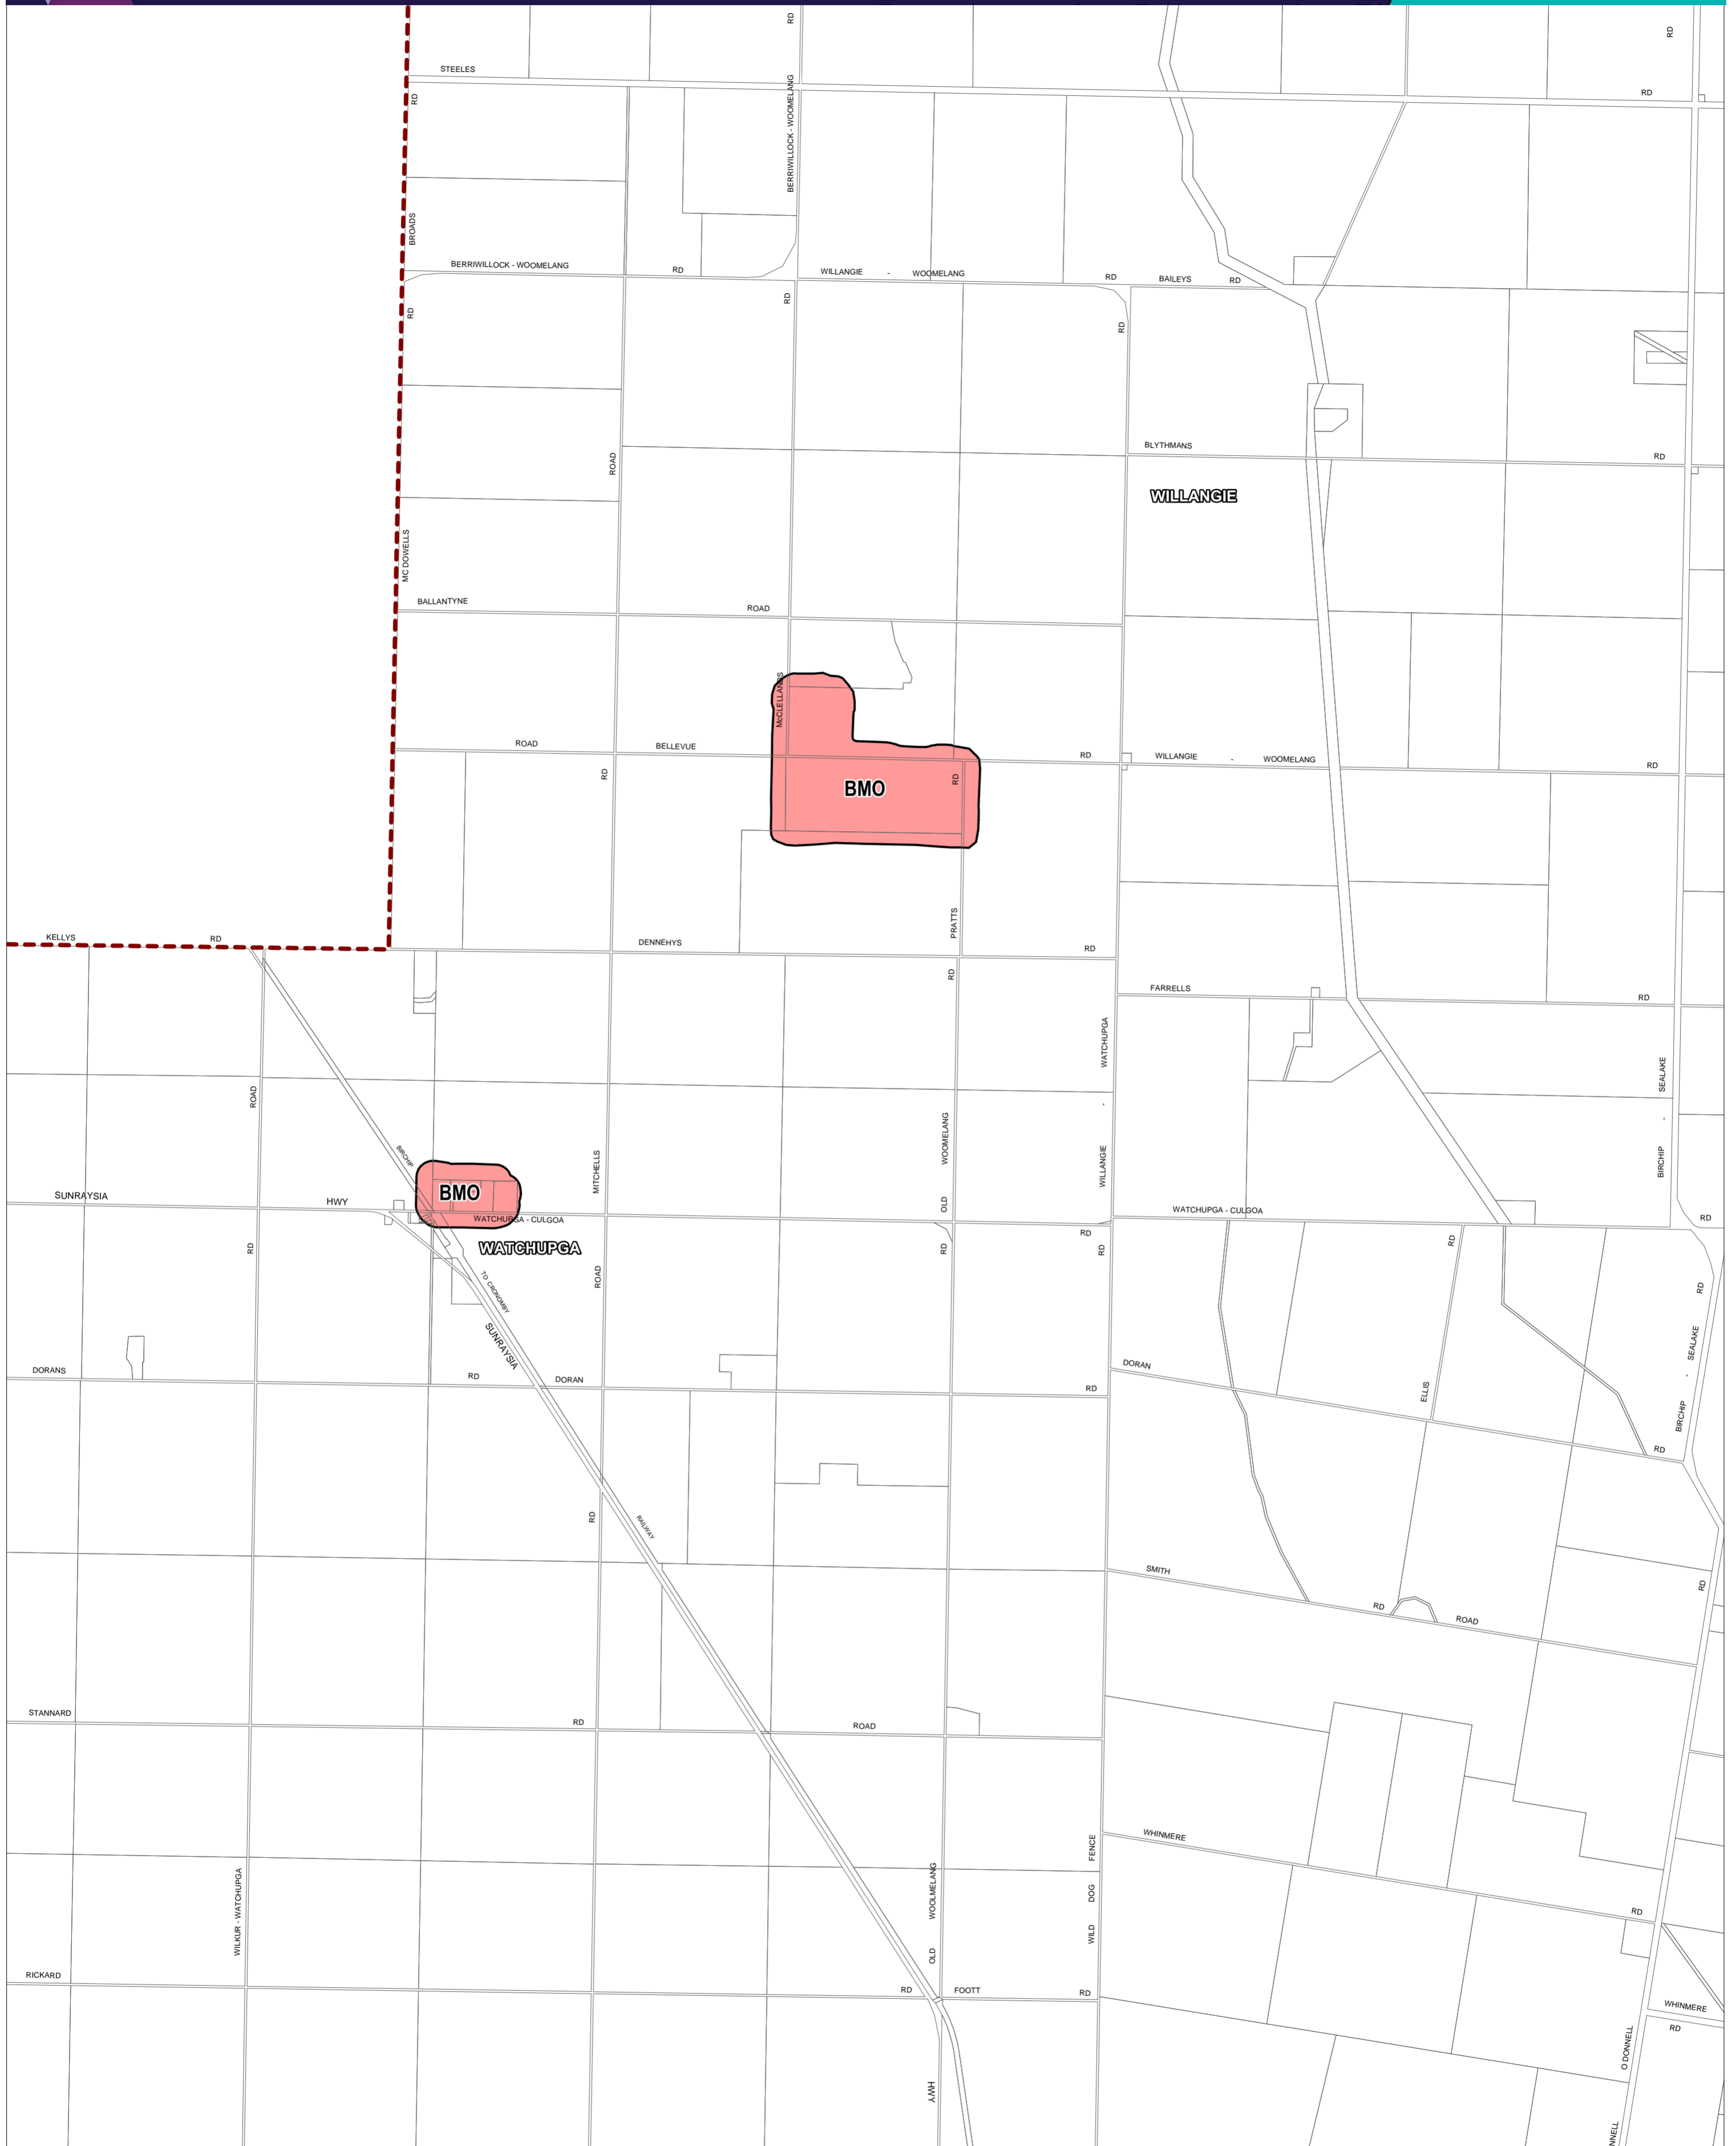 RD
RD
STEELES
RD
RD
BERRIWILLOCK - WOOMELANG
BROADS
BERRIWILLOCK - WOOMELANG
RD
WILLANGIE - WOOMELANG
RD
BAILEYS
RD
RD
RD
RD
BLYTHMANS
RD
ROAD
WILLANGIE
MC DOWELLS
BALLANTYNE
ROAD
McCLELLANDS
ROAD
BELLEVUE
RD
WILLANGIE - WOOMELANG
RD
RD
RD
BMO
PRATTS
KELLYS
RD
DENNEHYS
RD
RD
FARRELLS
RD
WATCHUPGA
-
WILLANGIE
SEALAKE
-
BIRCHIP
ROAD
WOOMELANG
OLD
BIRCHIP
MITCHELLS
BMO
SUNRAYSIA
HWY
WATCHUPGA - CULGOA
WATCHUPGA - CULGOA
RD
RD
RD
WATCHUPGA
RD
RD
RD
RD
ROAD
TO CRONOMBY
RD
SUNRAYSIA
SEALAKE
-
BIRCHIP
DORANS
RD
DORAN
RD
DORAN
ELLIS
RD
RD
RAILWAY
SMITH
RD
ROAD
RD
STANNARD
RD
ROAD
WHINMERE
FENCE
DOG
WILD
WILKUR - WATCHUPGA
WOOLMELANG
OLD
RD
RICKARD
RD
FOOTT
RD
WHINMERE
RD
O DONNELL
HWY
NNELL